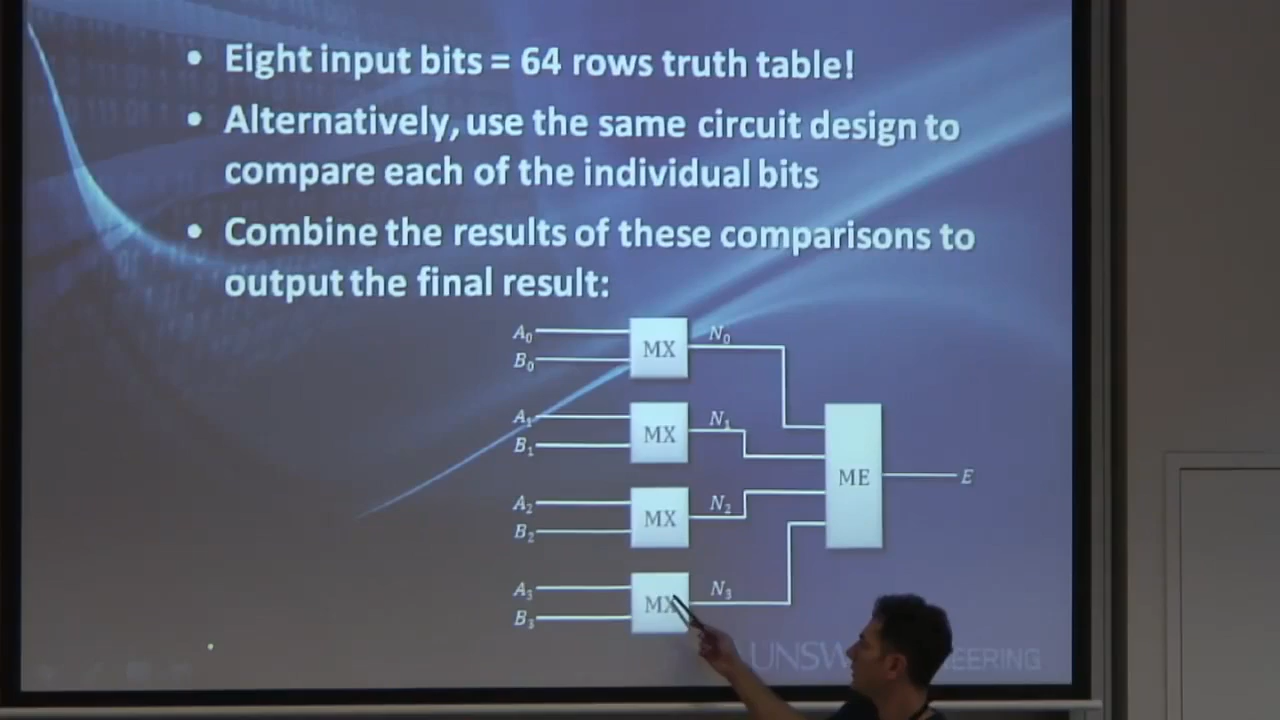 • Eight input bits = 64 rows truth table!
• Alternatively, use the same circuit design to
compare each of the individual bits
• Combine the results of these comparisons to
output the final result:
A₀ MX N₀
B₀
A₁ MX N₁
B₁
ME E
A₂ MX N₂
B₂
A₃ MX N₃
B₃
UNSW EERING